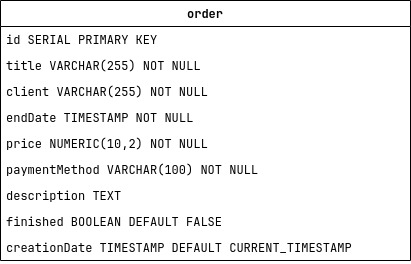 order
id SERIAL PRIMARY KEY
title VARCHAR(255) NOT NULL
client VARCHAR(255) NOT NULL
endDate TIMESTAMP NOT NULL
price NUMERIC(10,2) NOT NULL
paymentMethod VARCHAR(100) NOT NULL
description TEXT
finished BOOLEAN DEFAULT FALSE
creationDate TIMESTAMP DEFAULT CURRENT_TIMESTAMP